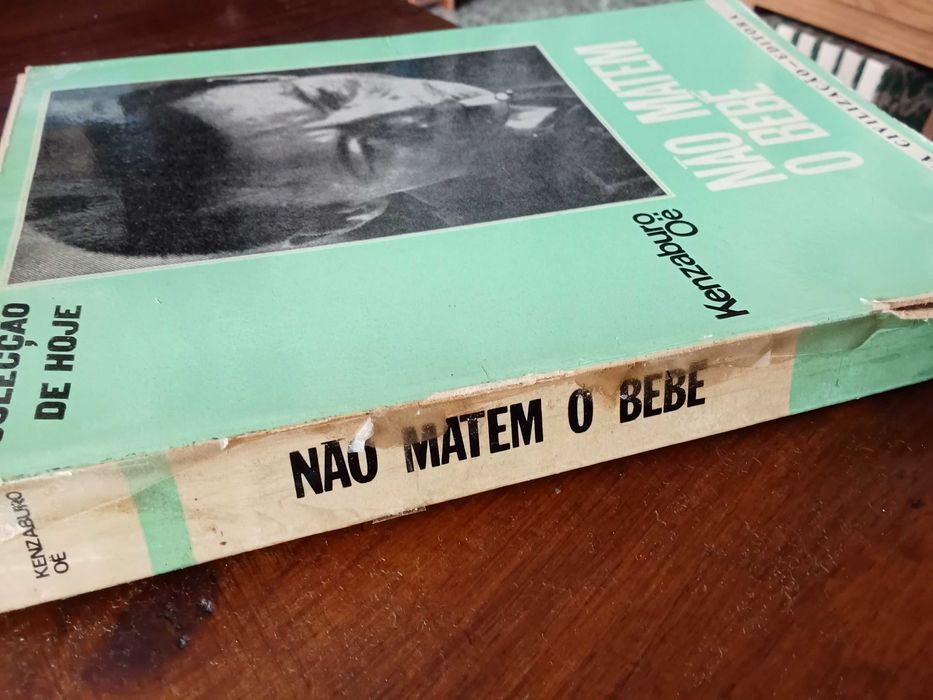 A CIVILIZAÇÃO-EDITORA
NÃO MATEM
O BEBÉ
Kenzaburo
Oë
COLECÇÃO
DE HOJE
NÃO MATEM O BEBÉ
KENZABURO
OË